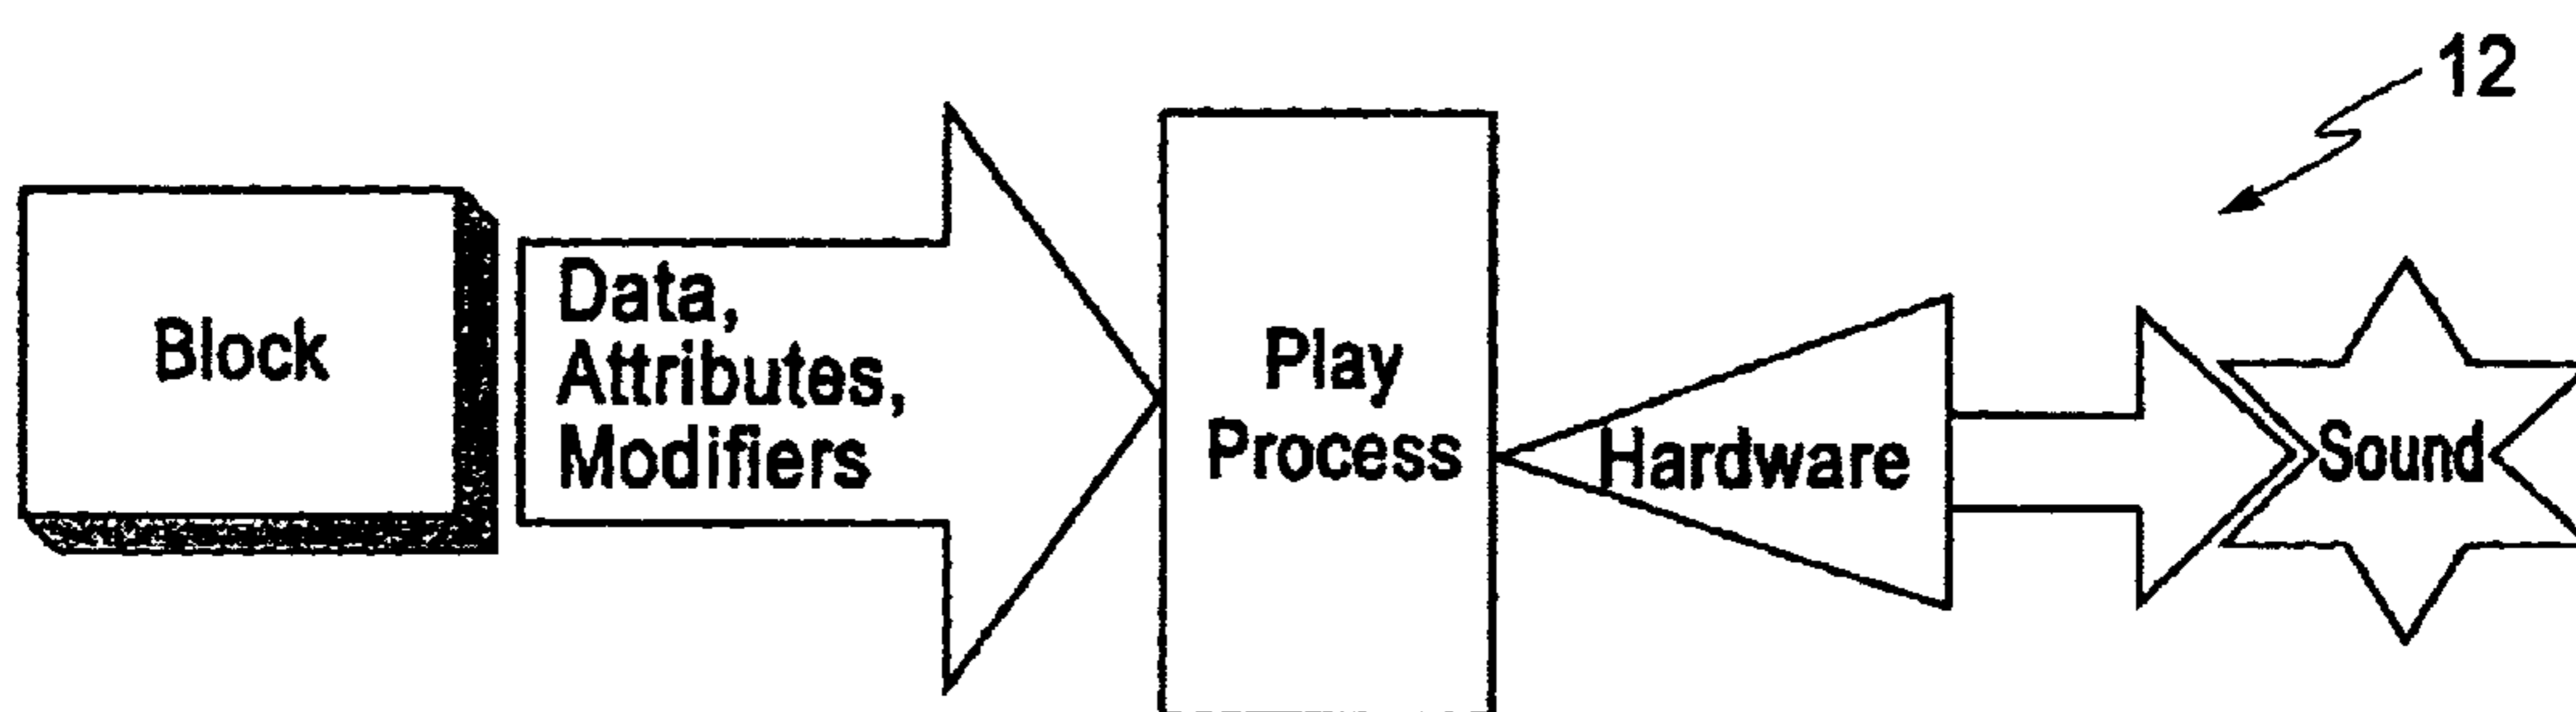 12
Block
Data,
Attributes,
Modifiers
Play
Process
Hardware
Sound